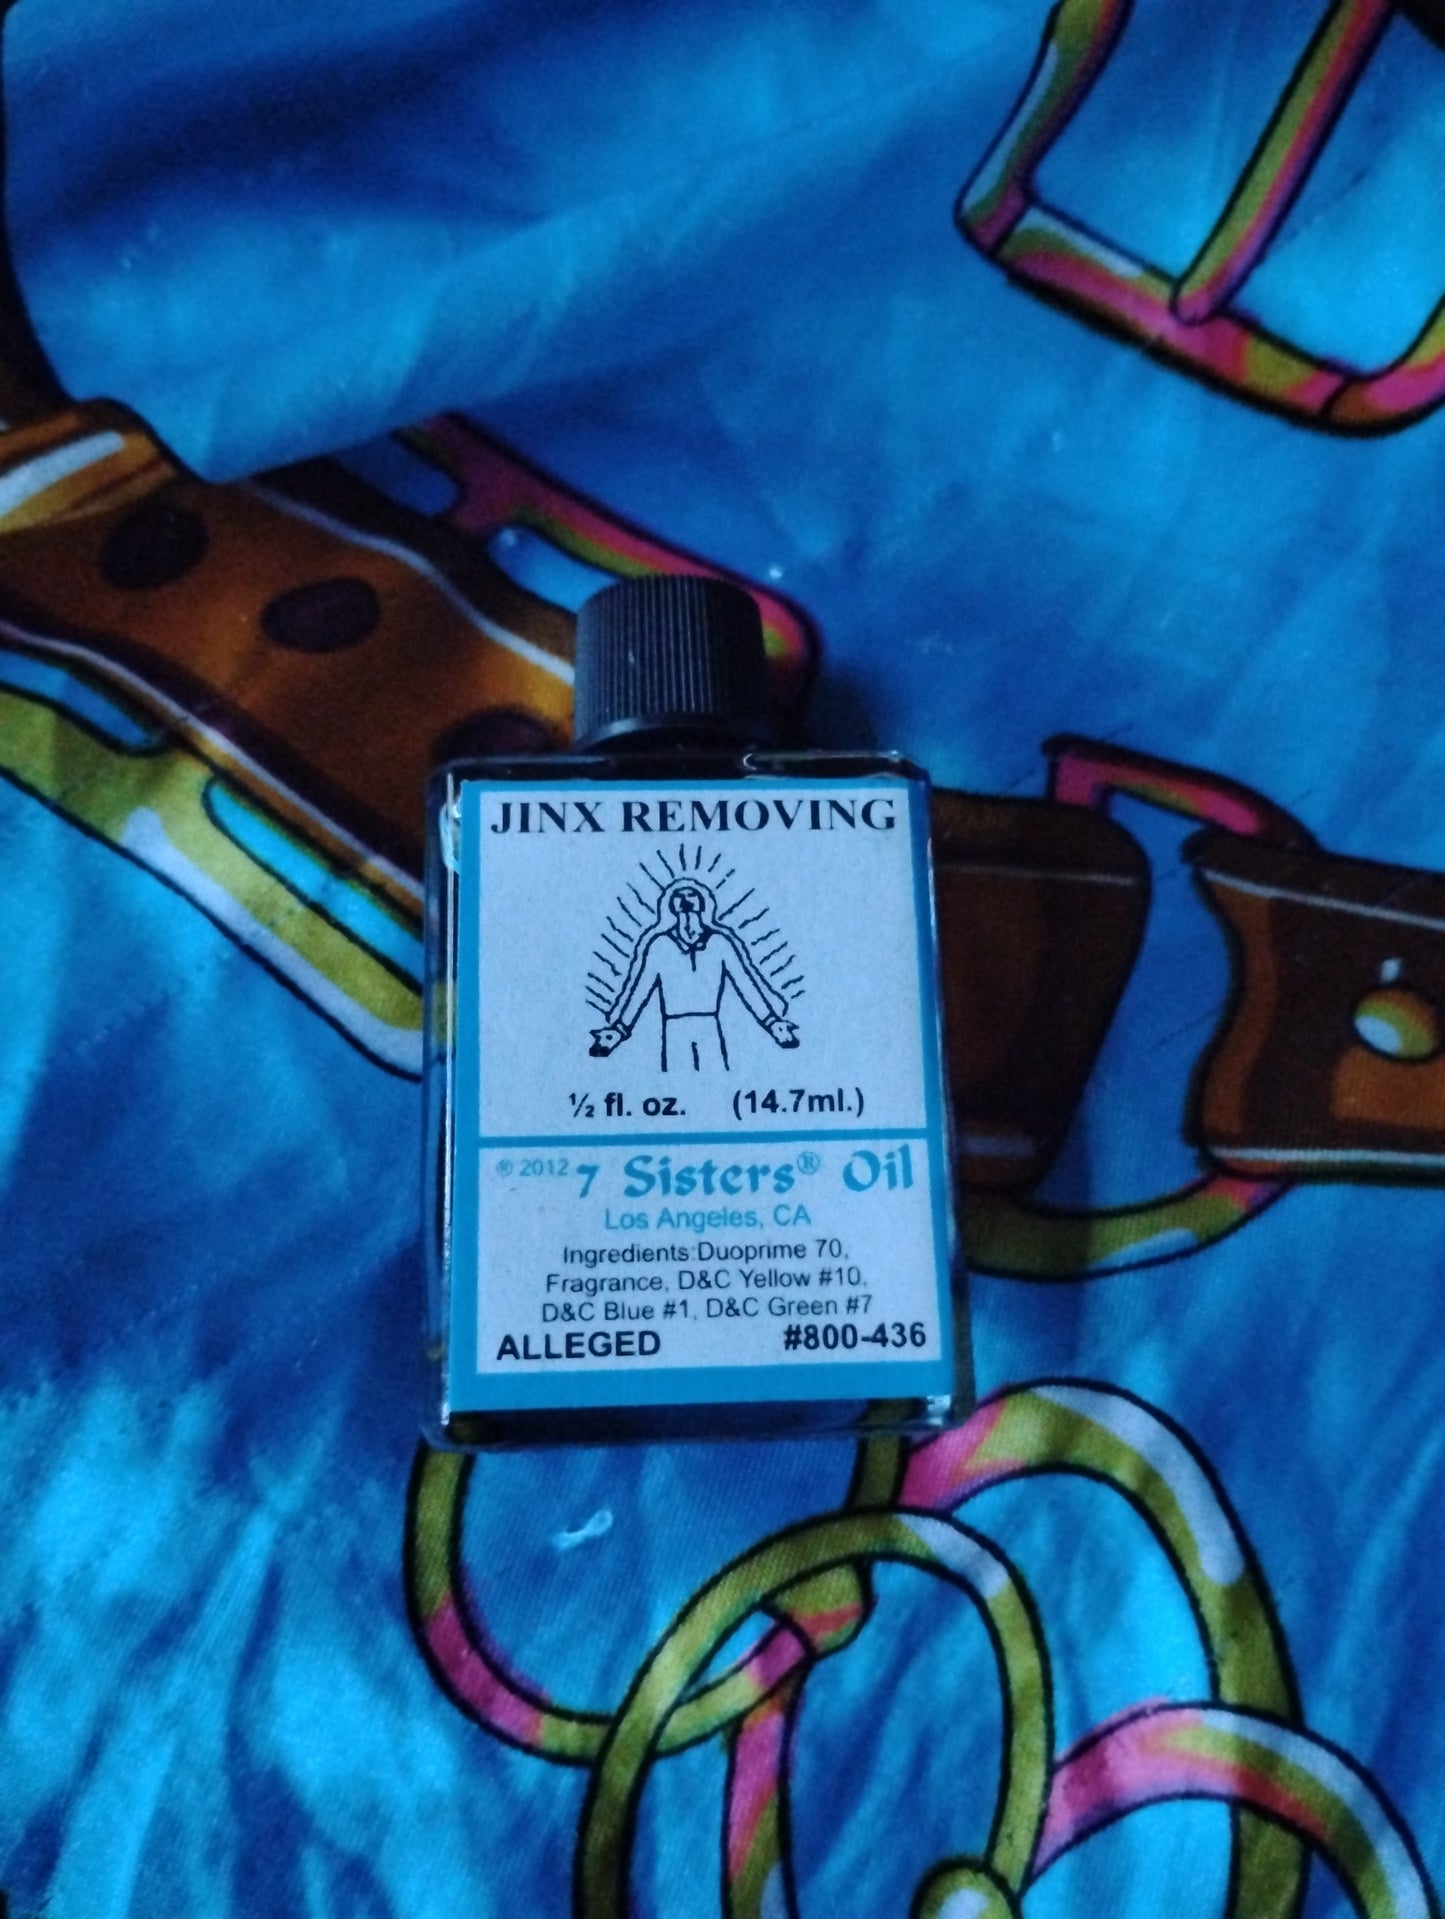 JINX REMOVING
½ fl. oz. (14.7ml.)
® 2012 7 Sisters® Oil
Los Angeles, CA
Ingredients:Duoprime 70,
Fragrance, D&C Yellow #10,
D&C Blue #1, D&C Green #7
ALLEGED #800-436